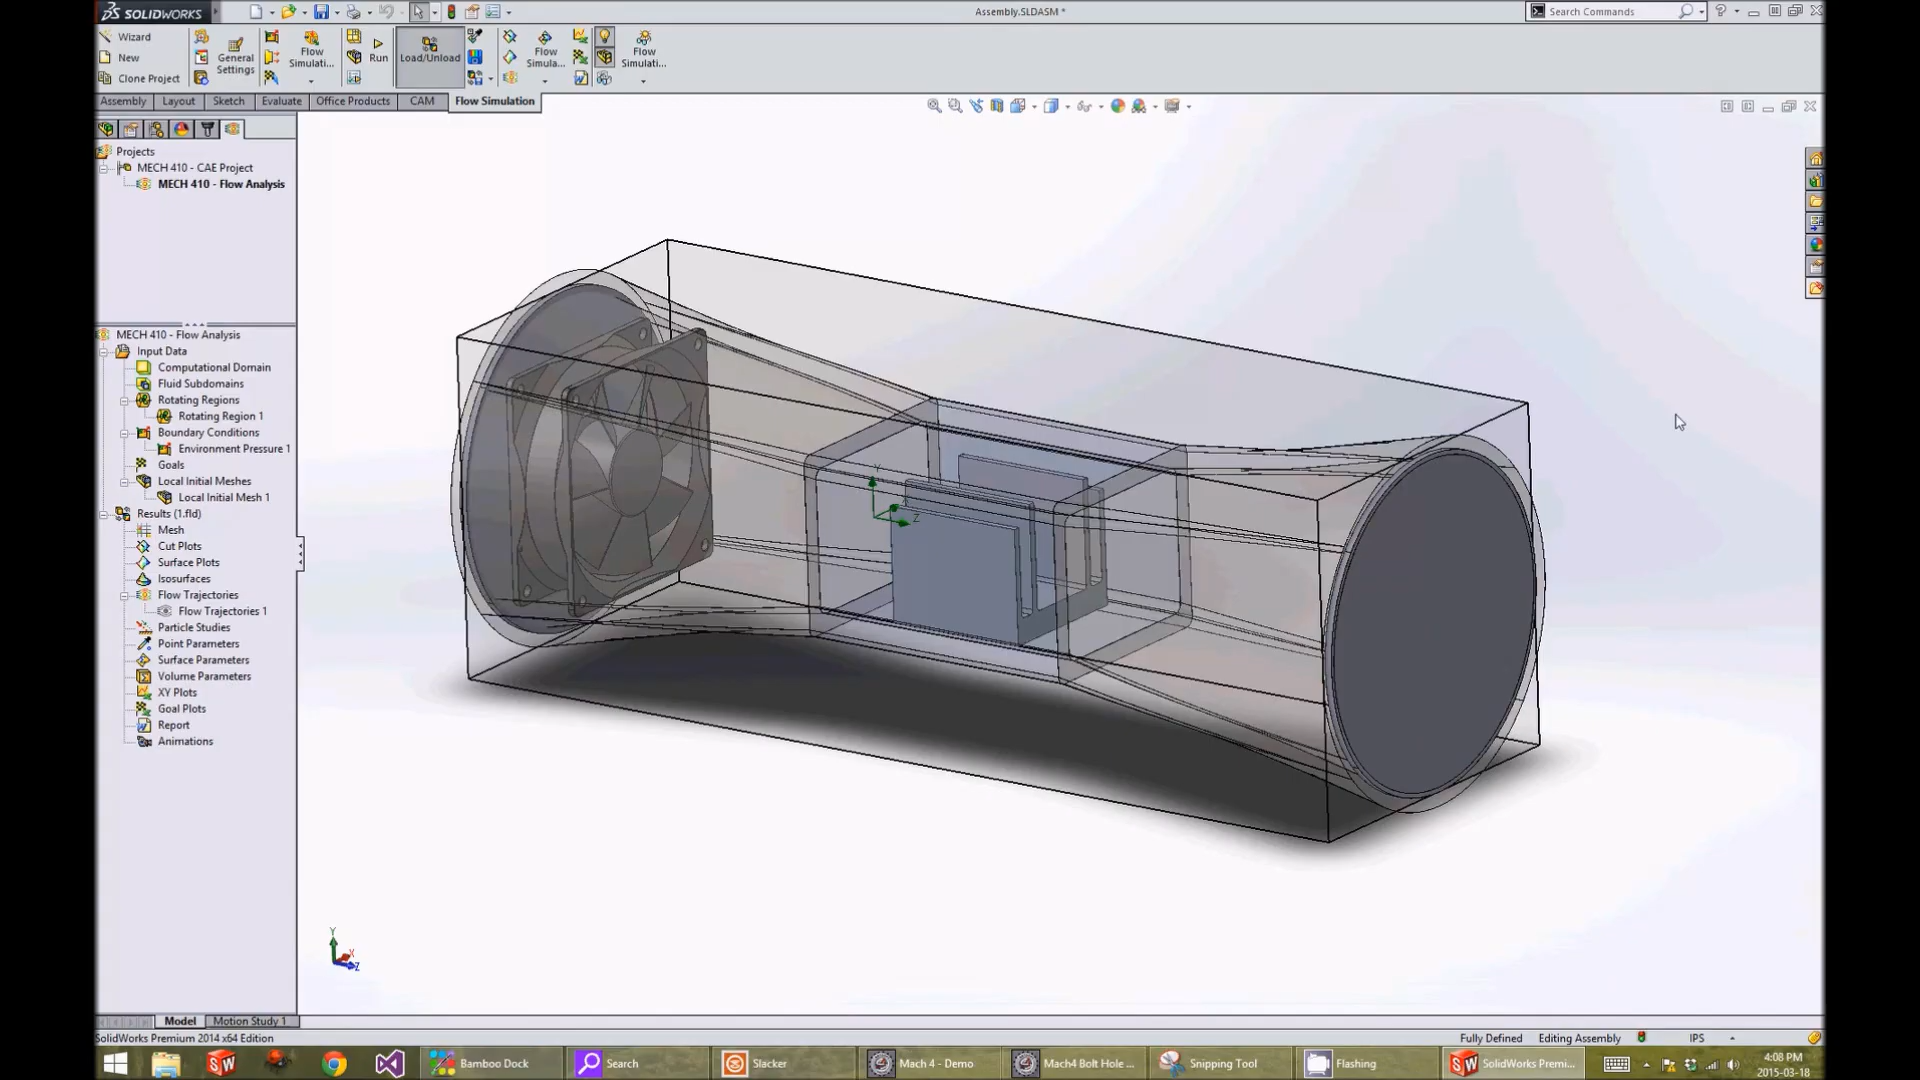 SOLIDWORKS
Assembly.SLDASM *
Search Commands
Wizard
New
Clone Project
General
Settings
Flow
Simulati...
Run
Load/Unload
Flow
Simula...
Flow
Simulati...
Assembly
Layout
Sketch
Evaluate
Office Products
CAM
Flow Simulation
Projects
MECH 410 - CAE Project
MECH 410 - Flow Analysis
MECH 410 - Flow Analysis
Input Data
Computational Domain
Fluid Subdomains
Rotating Regions
Rotating Region 1
Boundary Conditions
Environment Pressure 1
Goals
Local Initial Meshes
Local Initial Mesh 1
Results (1.fld)
Mesh
Cut Plots
Surface Plots
Isosurfaces
Flow Trajectories
Flow Trajectories 1
Particle Studies
Point Parameters
Surface Parameters
Volume Parameters
XY Plots
Goal Plots
Report
Animations
Y
Z
Y
X
Z
Model
Motion Study 1
SolidWorks Premium 2014 x64 Edition
Fully Defined
Editing Assembly
IPS
Bamboo Dock
Search
Slacker
Mach 4 - Demo
Mach4 Bolt Hole ...
Snipping Tool
Flashing
SolidWorks Premi...
4:08 PM
2015-03-18